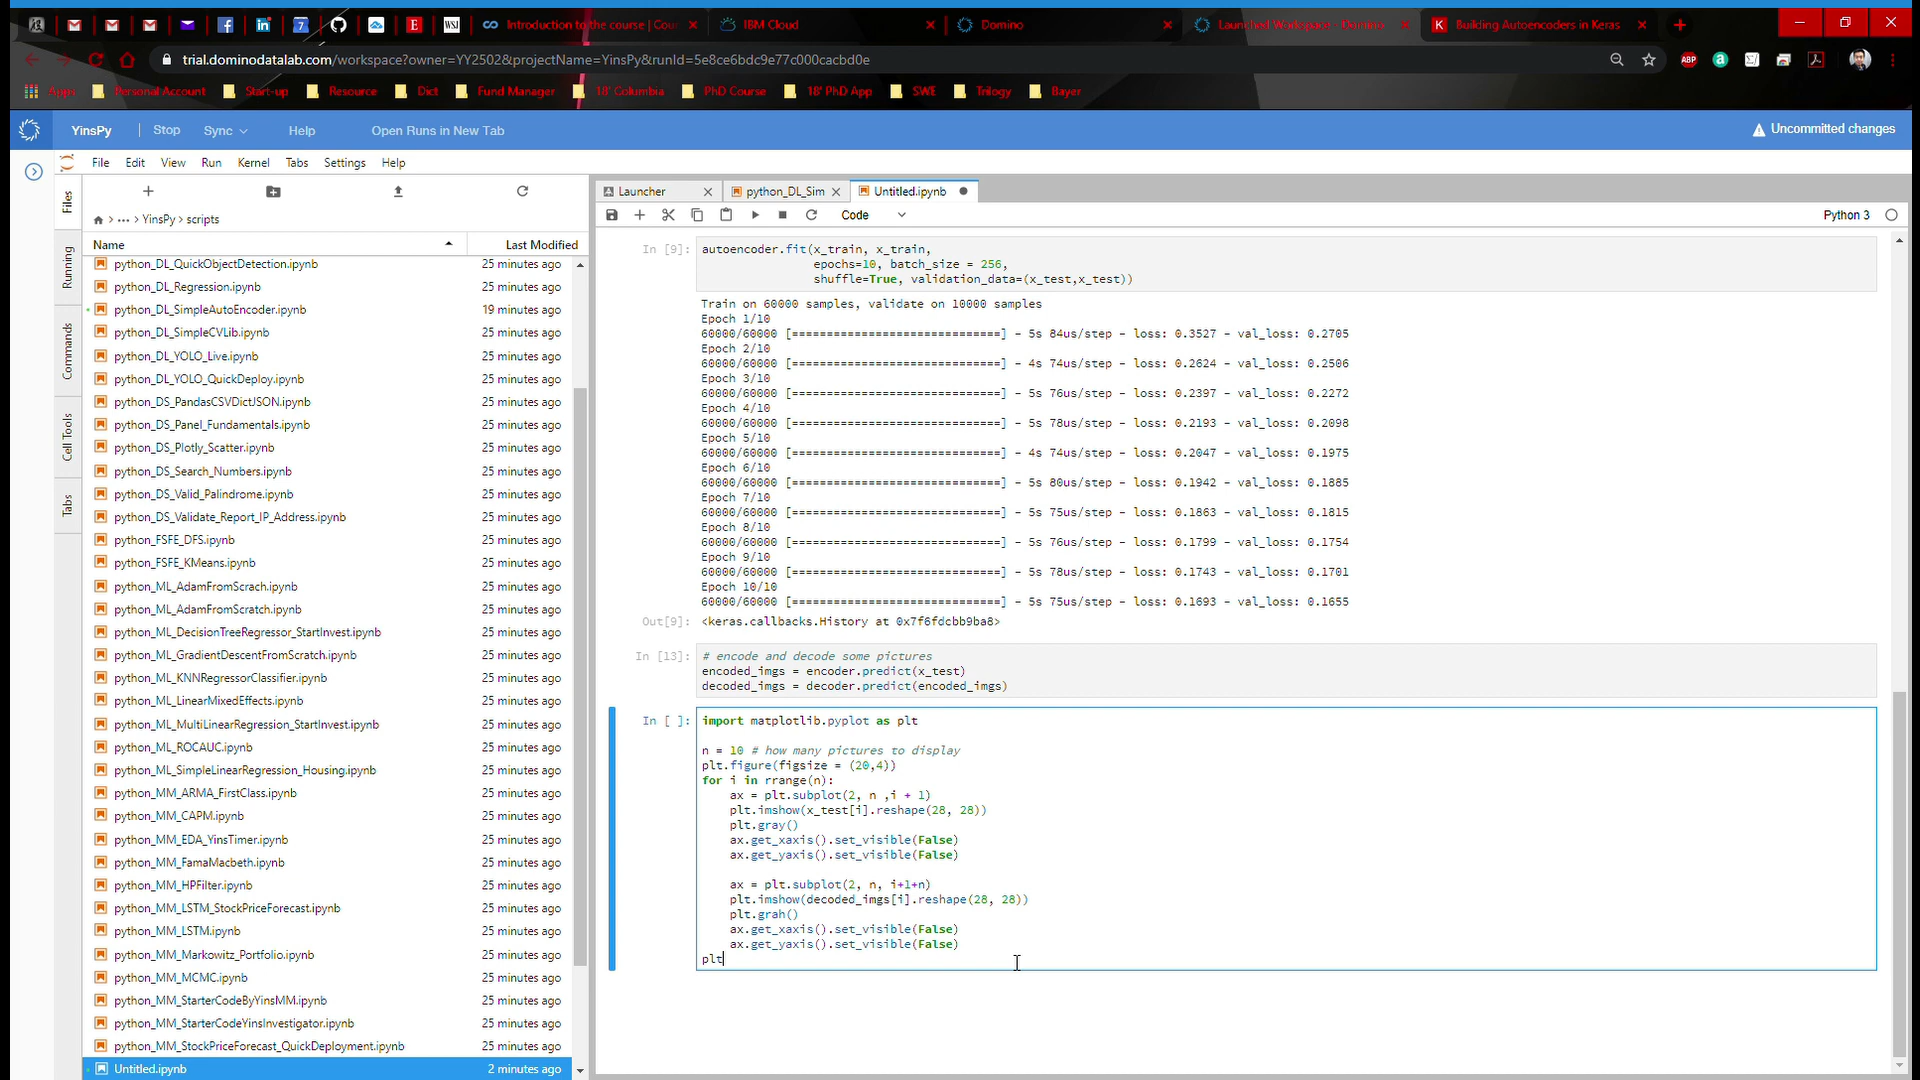 Introduction to the course | Cour
IBM Cloud
Domino
Launched Workspace - Domino
Building Autoencoders in Keras
trial.dominodatalab.com/workspace?owner=YY2502&projectName=YinsPy&runId=5e8ce6bdc9e77c000cacbd0e
Apps Personal Account Start-up Resource Dict Fund Manager 18' Columbia PhD Course 18' PhD App SWE Trilogy Bayer
YinsPy Stop Sync Help Open Runs in New Tab Uncommitted changes
File Edit View Run Kernel Tabs Settings Help
Files
Running
Commands
Cell Tools
Tabs
YinsPy > scripts
Name Last Modified
python_DL_QuickObjectDetection.ipynb 25 minutes ago
python_DL_Regression.ipynb 25 minutes ago
python_DL_SimpleAutoEncoder.ipynb 19 minutes ago
python_DL_SimpleCVLib.ipynb 25 minutes ago
python_DL_YOLO_Live.ipynb 25 minutes ago
python_DL_YOLO_QuickDeploy.ipynb 25 minutes ago
python_DS_PandasCSVDictJSON.ipynb 25 minutes ago
python_DS_Panel_Fundamentals.ipynb 25 minutes ago
python_DS_Plotly_Scatter.ipynb 25 minutes ago
python_DS_Search_Numbers.ipynb 25 minutes ago
python_DS_Valid_Palindrome.ipynb 25 minutes ago
python_DS_Validate_Report_IP_Address.ipynb 25 minutes ago
python_FSFE_DFS.ipynb 25 minutes ago
python_FSFE_KMeans.ipynb 25 minutes ago
python_ML_AdamFromScrach.ipynb 25 minutes ago
python_ML_AdamFromScratch.ipynb 25 minutes ago
python_ML_DecisionTreeRegressor_StartInvest.ipynb 25 minutes ago
python_ML_GradientDescentFromScratch.ipynb 25 minutes ago
python_ML_KNNRegressorClassifier.ipynb 25 minutes ago
python_ML_LinearMixedEffects.ipynb 25 minutes ago
python_ML_MultiLinearRegression_StartInvest.ipynb 25 minutes ago
python_ML_ROCAUC.ipynb 25 minutes ago
python_ML_SimpleLinearRegression_Housing.ipynb 25 minutes ago
python_MM_ARMA_FirstClass.ipynb 25 minutes ago
python_MM_CAPM.ipynb 25 minutes ago
python_MM_EDA_YinsTimer.ipynb 25 minutes ago
python_MM_FamaMacbeth.ipynb 25 minutes ago
python_MM_HPFilter.ipynb 25 minutes ago
python_MM_LSTM_StockPriceForecast.ipynb 25 minutes ago
python_MM_LSTM.ipynb 25 minutes ago
python_MM_Markowitz_Portfolio.ipynb 25 minutes ago
python_MM_MCMC.ipynb 25 minutes ago
python_MM_StarterCodeByYinsMM.ipynb 25 minutes ago
python_MM_StarterCodeYinsInvestigator.ipynb 25 minutes ago
python_MM_StockPriceForecast_QuickDeployment.ipynb 25 minutes ago
Untitled.ipynb 2 minutes ago
Launcher python_DL_Sim Untitled.ipynb
Code Python 3
In [9]: autoencoder.fit(x_train, x_train,
epochs=10, batch_size = 256,
shuffle=True, validation_data=(x_test,x_test))
Train on 60000 samples, validate on 10000 samples
Epoch 1/10
60000/60000 [==============================] - 5s 84us/step - loss: 0.3527 - val_loss: 0.2705
Epoch 2/10
60000/60000 [==============================] - 4s 74us/step - loss: 0.2624 - val_loss: 0.2506
Epoch 3/10
60000/60000 [==============================] - 5s 76us/step - loss: 0.2397 - val_loss: 0.2272
Epoch 4/10
60000/60000 [==============================] - 5s 78us/step - loss: 0.2193 - val_loss: 0.2098
Epoch 5/10
60000/60000 [==============================] - 4s 74us/step - loss: 0.2047 - val_loss: 0.1975
Epoch 6/10
60000/60000 [==============================] - 5s 80us/step - loss: 0.1942 - val_loss: 0.1885
Epoch 7/10
60000/60000 [==============================] - 5s 75us/step - loss: 0.1863 - val_loss: 0.1815
Epoch 8/10
60000/60000 [==============================] - 5s 76us/step - loss: 0.1799 - val_loss: 0.1754
Epoch 9/10
60000/60000 [==============================] - 5s 78us/step - loss: 0.1743 - val_loss: 0.1701
Epoch 10/10
60000/60000 [==============================] - 5s 75us/step - loss: 0.1693 - val_loss: 0.1655
Out[9]: <keras.callbacks.History at 0x7f6fdcbb9ba8>
In [13]: # encode and decode some pictures
encoded_imgs = encoder.predict(x_test)
decoded_imgs = decoder.predict(encoded_imgs)
In [ ]: import matplotlib.pyplot as plt
n = 10 # how many pictures to display
plt.figure(figsize = (20,4))
for i in rrange(n):
ax = plt.subplot(2, n ,i + 1)
plt.imshow(x_test[i].reshape(28, 28))
plt.gray()
ax.get_xaxis().set_visible(False)
ax.get_yaxis().set_visible(False)
ax = plt.subplot(2, n, i+1+n)
plt.imshow(decoded_imgs[i].reshape(28, 28))
plt.grah()
ax.get_xaxis().set_visible(False)
ax.get_yaxis().set_visible(False)
plt